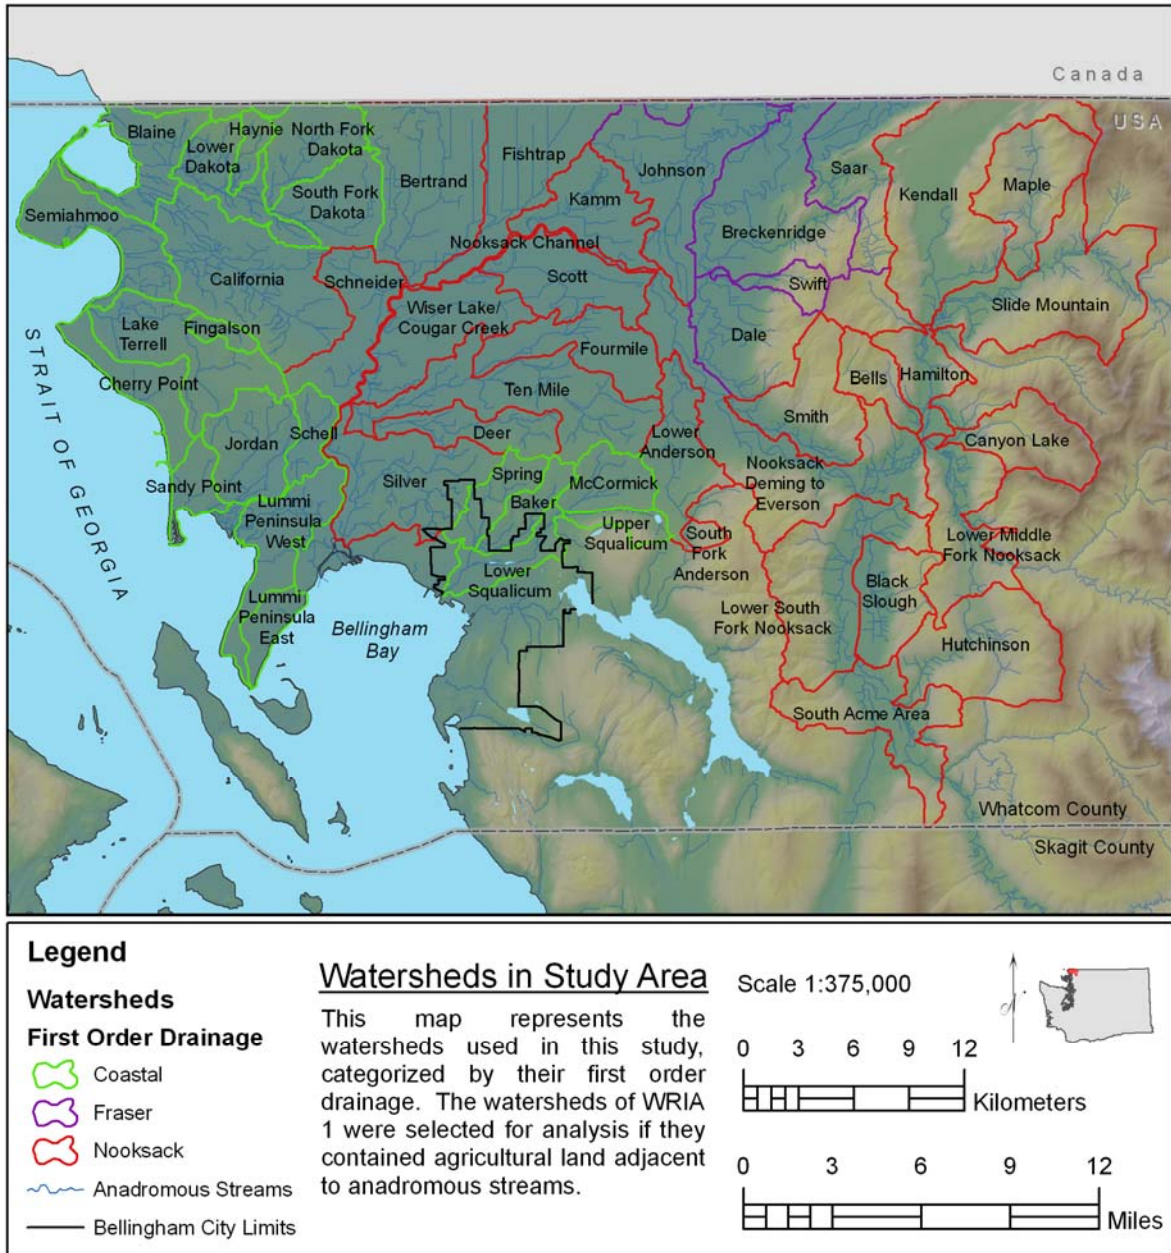 Canada
USA
Blaine
Haynie
North Fork
Dakota
Lower
Dakota
Fishtrap
Johnson
Saar
Bertrand
South Fork
Dakota
Kamm
Kendall
Maple
Semiahmoo
Breckenridge
Nooksack Channel
California
Schneider
Scott
Swift
Slide Mountain
Wiser Lake/
Cougar Creek
Lake
Terrell
Fingalson
Dale
Fourmile
Cherry Point
Ten Mile
Bells
Hamilton
Smith
STRAIT OF GEORGIA
Jordan
Schell
Deer
Lower
Anderson
Canyon Lake
Silver
Spring
McCormick
Nooksack
Deming to
Everson
Sandy Point
Lummi
Peninsula
West
Baker
Upper
Squalicum
South
Fork
Anderson
Lower Middle
Fork Nooksack
Lower
Squalicum
Black
Slough
Lummi
Peninsula
East
Bellingham
Bay
Lower South
Fork Nooksack
Hutchinson
South Acme Area
Whatcom County
Skagit County
Legend
Watersheds
First Order Drainage
Coastal
Fraser
Nooksack
Anadromous Streams
Bellingham City Limits
Watersheds in Study Area
This map represents the
watersheds used in this study,
categorized by their first order
drainage. The watersheds of WRIA
1 were selected for analysis if they
contained agricultural land adjacent
to anadromous streams.
Scale 1:375,000
0 3 6 9 12
Kilometers
0 3 6 9 12
Miles
N